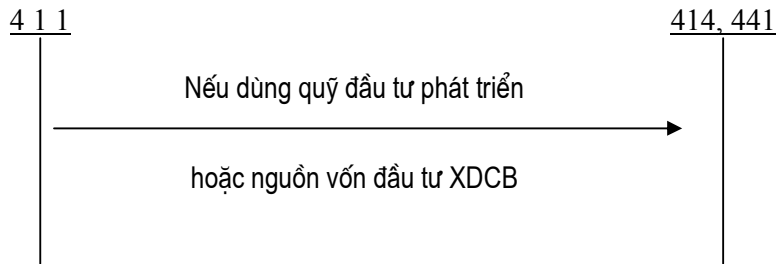 4 1 1
414, 441
Nếu dùng quỹ đầu tư phát triển
hoặc nguồn vốn đầu tư XDCB